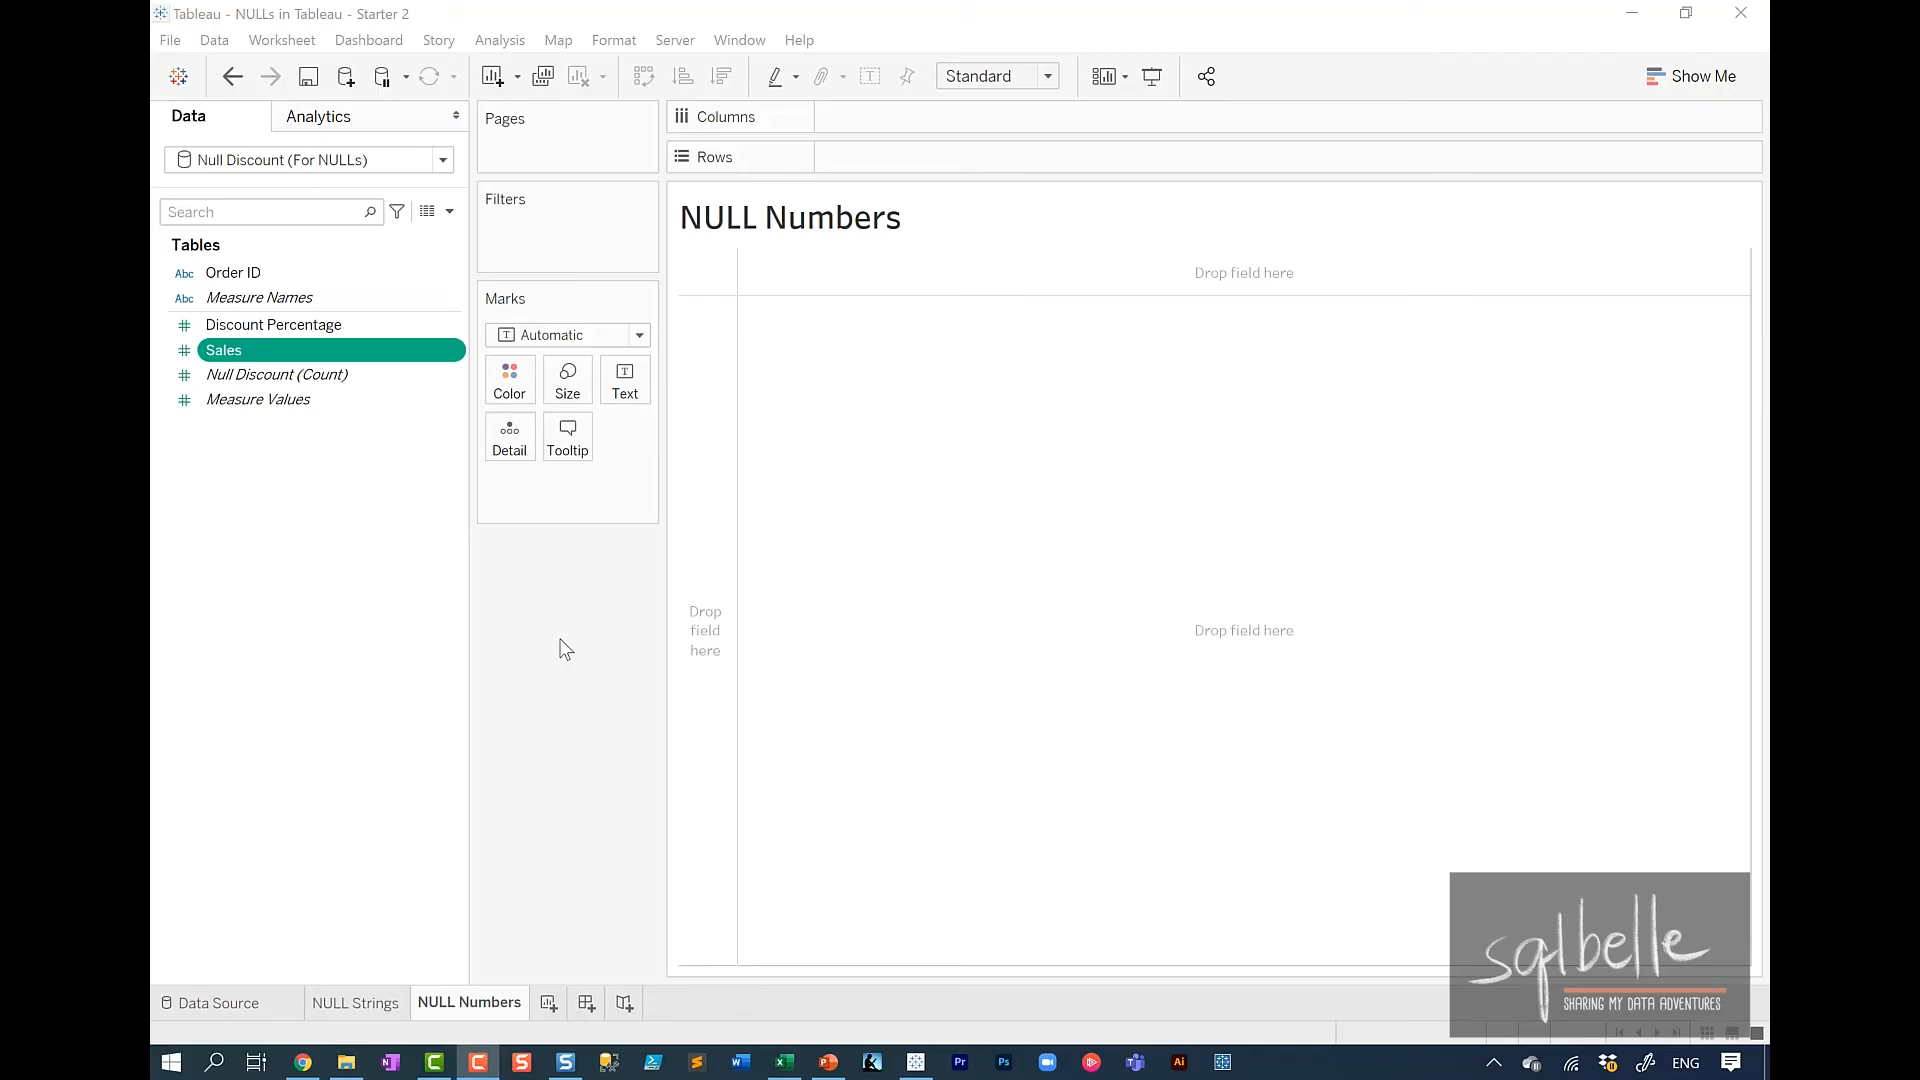 Tableau - NULLs in Tableau - Starter 2
File Data Worksheet Dashboard Story Analysis Map Format Server Window Help
Standard
Show Me
Data
Analytics
Pages
Columns
Null Discount (For NULLs)
Rows
Search
Filters
NULL Numbers
Tables
Abc Order ID
Drop field here
Abc Measure Names
Marks
Discount Percentage
Automatic
Sales
Null Discount (Count)
Color Size Text
Measure Values
Detail Tooltip
Drop
field
here
Drop field here
sqlbelle
SHARING MY DATA ADVENTURES
Data Source NULL Strings NULL Numbers
ENG